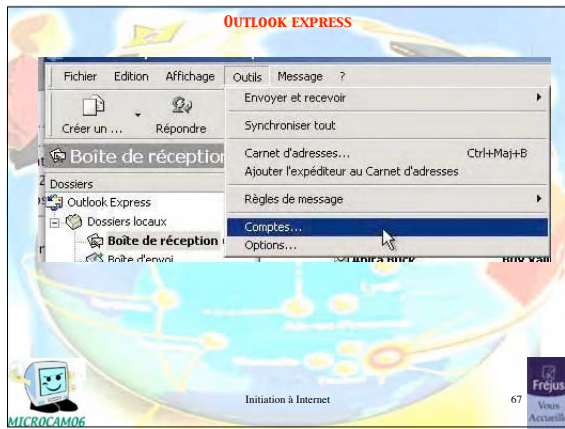 OUTLOOK EXPRESS
Fichier Edition Affichage Outils Message ?
Créer un ... Répondre
Boîte de réception
Dossiers
Outlook Express
Dossiers locaux
Boîte de réception
Boîte d'envoi
Envoyer et recevoir
Synchroniser tout
Carnet d'adresses... Ctrl+Maj+B
Ajouter l'expéditeur au Carnet d'adresses
Règles de message
Comptes...
Options...
MICROCAM06
Initiation à Internet
67
Fréjus
Vous
Accueille